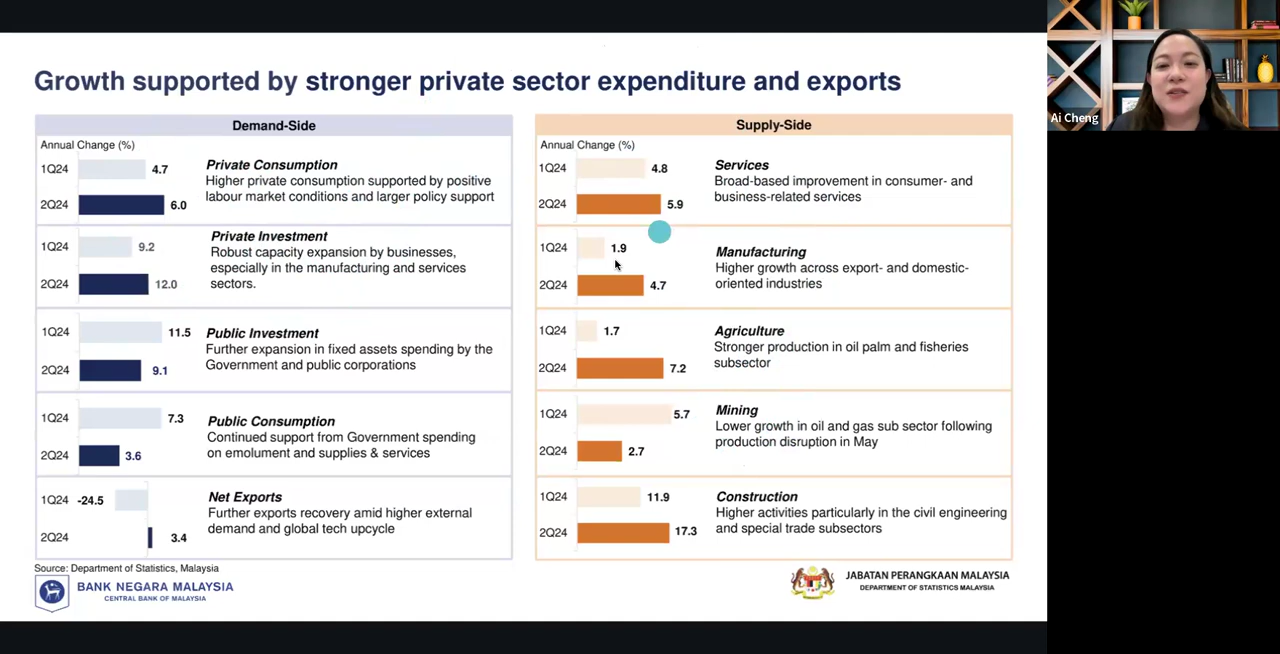 Growth supported by stronger private sector expenditure and exports
Ai Cheng
Demand-Side
Annual Change (%)
1Q24 4.7
2Q24 6.0
Private Consumption
Higher private consumption supported by positive
labour market conditions and larger policy support
1Q24 9.2
2Q24 12.0
Private Investment
Robust capacity expansion by businesses,
especially in the manufacturing and services
sectors.
1Q24 11.5
2Q24 9.1
Public Investment
Further expansion in fixed assets spending by the
Government and public corporations
1Q24 7.3
2Q24 3.6
Public Consumption
Continued support from Government spending
on emolument and supplies & services
1Q24 -24.5
2Q24 3.4
Net Exports
Further exports recovery amid higher external
demand and global tech upcycle
Supply-Side
Annual Change (%)
1Q24 4.8
2Q24 5.9
Services
Broad-based improvement in consumer- and
business-related services
1Q24 1.9
2Q24 4.7
Manufacturing
Higher growth across export- and domestic-
oriented industries
1Q24 1.7
2Q24 7.2
Agriculture
Stronger production in oil palm and fisheries
subsector
1Q24 5.7
2Q24 2.7
Mining
Lower growth in oil and gas sub sector following
production disruption in May
1Q24 11.9
2Q24 17.3
Construction
Higher activities particularly in the civil engineering
and special trade subsectors
Source: Department of Statistics, Malaysia
BANK NEGARA MALAYSIA
CENTRAL BANK OF MALAYSIA
JABATAN PERANGKAAN MALAYSIA
DEPARTMENT OF STATISTICS MALAYSIA